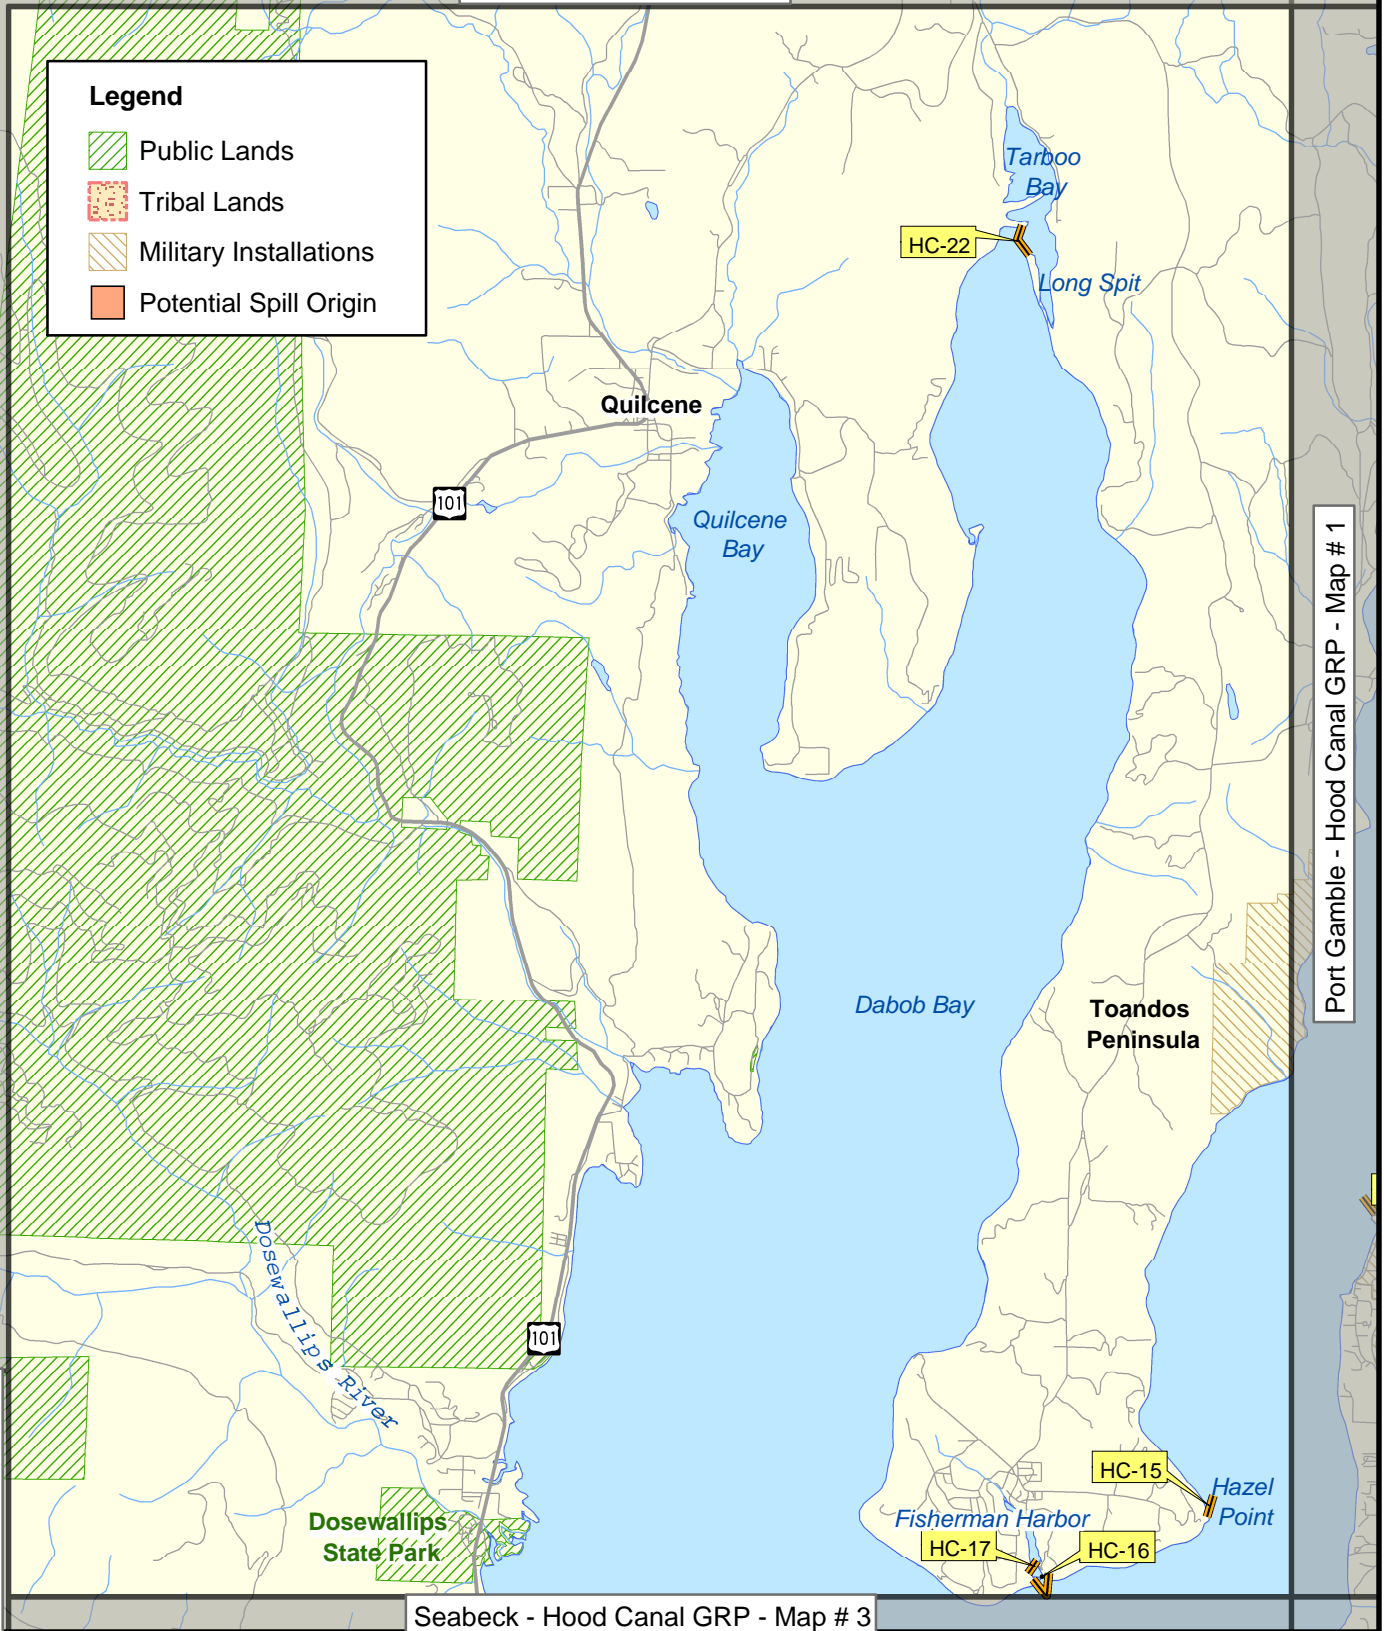 Legend
Public Lands
Tribal Lands
Military Installations
Potential Spill Origin
Tarboo
Bay
HC-22
Long Spit
Quilcene
101
Quilcene
Bay
Port Gamble - Hood Canal GRP - Map # 1
Dabob Bay
Toandos
Peninsula
Dosewallips River
101
HC-15
Hazel
Point
Fisherman Harbor
Dosewallips
State Park
HC-17
HC-16
Seabeck - Hood Canal GRP - Map # 3